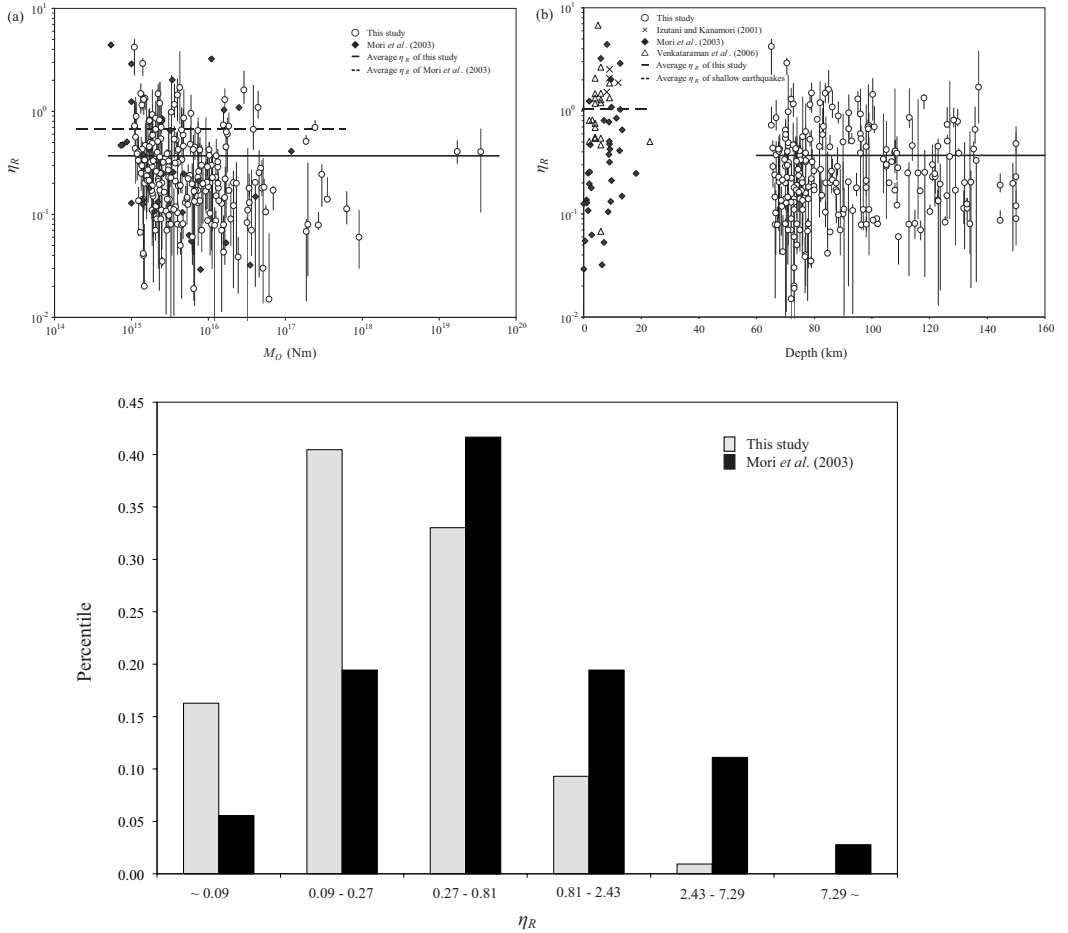 (a)
10^1
10^0
10^-1
10^-2
η_R
○ This study
◆ Mori et al. (2003)
Average η_R of this study
Average η_R of Mori et al. (2003)
10^14 10^15 10^16 10^17 10^18 10^19 10^20
M_O (Nm)
(b)
10^1
10^0
10^-1
10^-2
η_R
○ This study
× Izutani and Kanamori (2001)
◆ Mori et al. (2003)
△ Venkataraman et al. (2006)
Average η_R of this study
Average η_R of shallow earthquakes
0 20 40 60 80 100 120 140 160
Depth (km)
0.45
0.40
0.35
0.30
0.25
0.20
0.15
0.10
0.05
0.00
Percentile
This study
Mori et al. (2003)
~ 0.09 0.09 - 0.27 0.27 - 0.81 0.81 - 2.43 2.43 - 7.29 7.29 ~
η_R